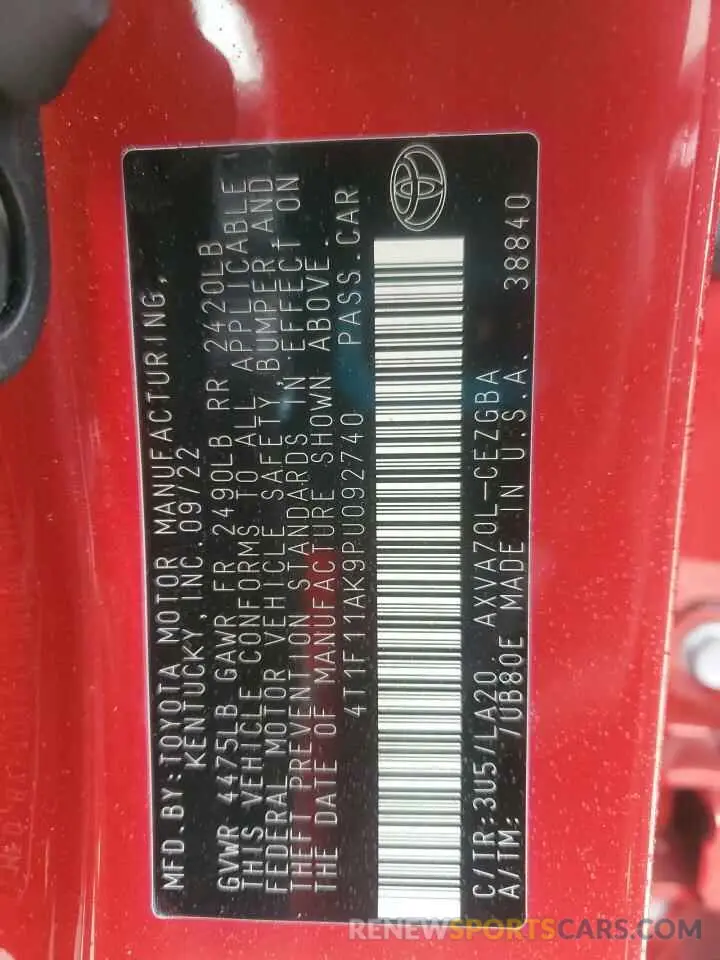 MFD.BY:TOYOTA MOTOR MANUFACTURING,
KENTUCKY,INC 09/22
GVWR 4475LB GAWR FR 2490LB RR 2420LB
THIS VEHICLE CONFORMS TO ALL APPLICABLE
FEDERAL MOTOR VEHICLE SAFETY, BUMPER, AND
THEFT PREVENTION STANDARDS IN EFFECT ON
THE DATE OF MANUFACTURE SHOWN ABOVE.
4T1F11AK9PU092740 PASS.CAR
C/TR:3U5/LA20 AXVA70L-CEZGBA
A/TM: /UB80E MADE IN U.S.A. 38840
RENEWSPORTSCARS.COM